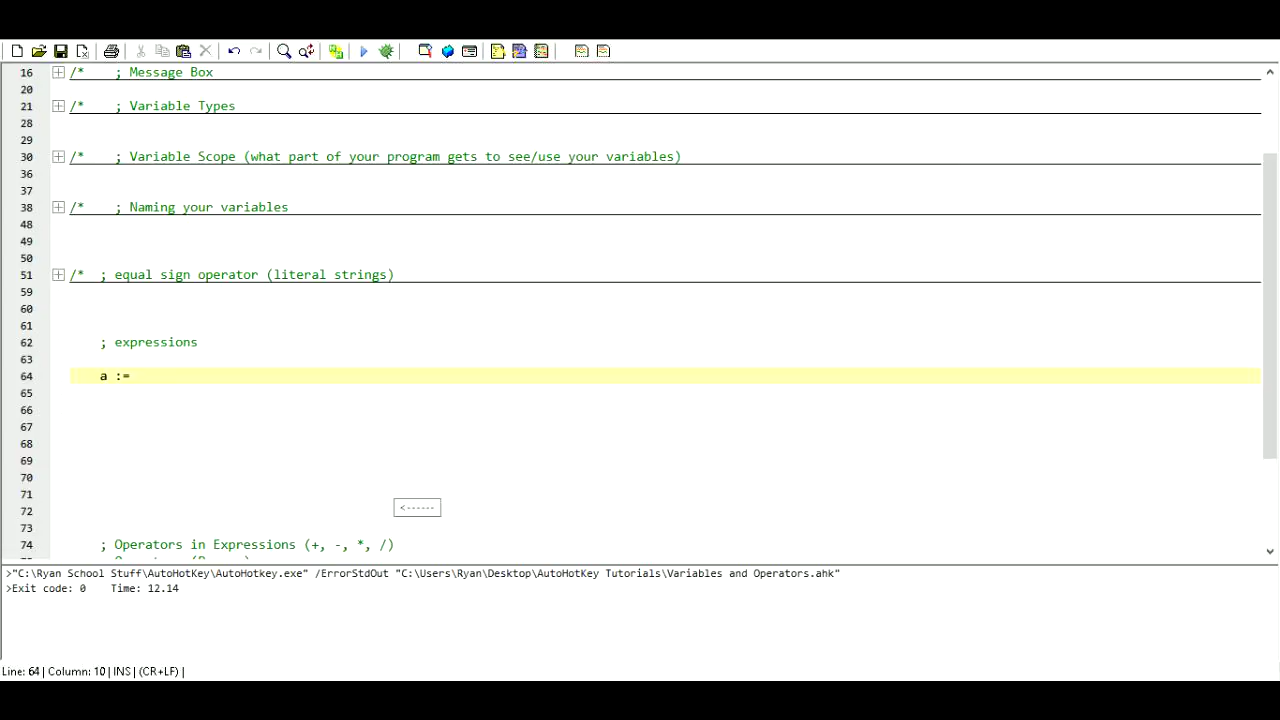 16 /* ; Message Box
20
21 /* ; Variable Types
28
29
30 /* ; Variable Scope (what part of your program gets to see/use your variables)
36
37
38 /* ; Naming your variables
48
49
50
51 /* ; equal sign operator (literal strings)
59
60
61
62 ; expressions
63
64 a :=
65
66
67
68
69
70
71
72
<------
73
74 ; Operators in Expressions (+, -, *, /)
>"C:\Ryan School Stuff\AutoHotKey\AutoHotkey.exe" /ErrorStdOut "C:\Users\Ryan\Desktop\AutoHotKey Tutorials\Variables and Operators.ahk"
>Exit code: 0 Time: 12.14
Line: 64 | Column: 10 | INS | (CR+LF) |